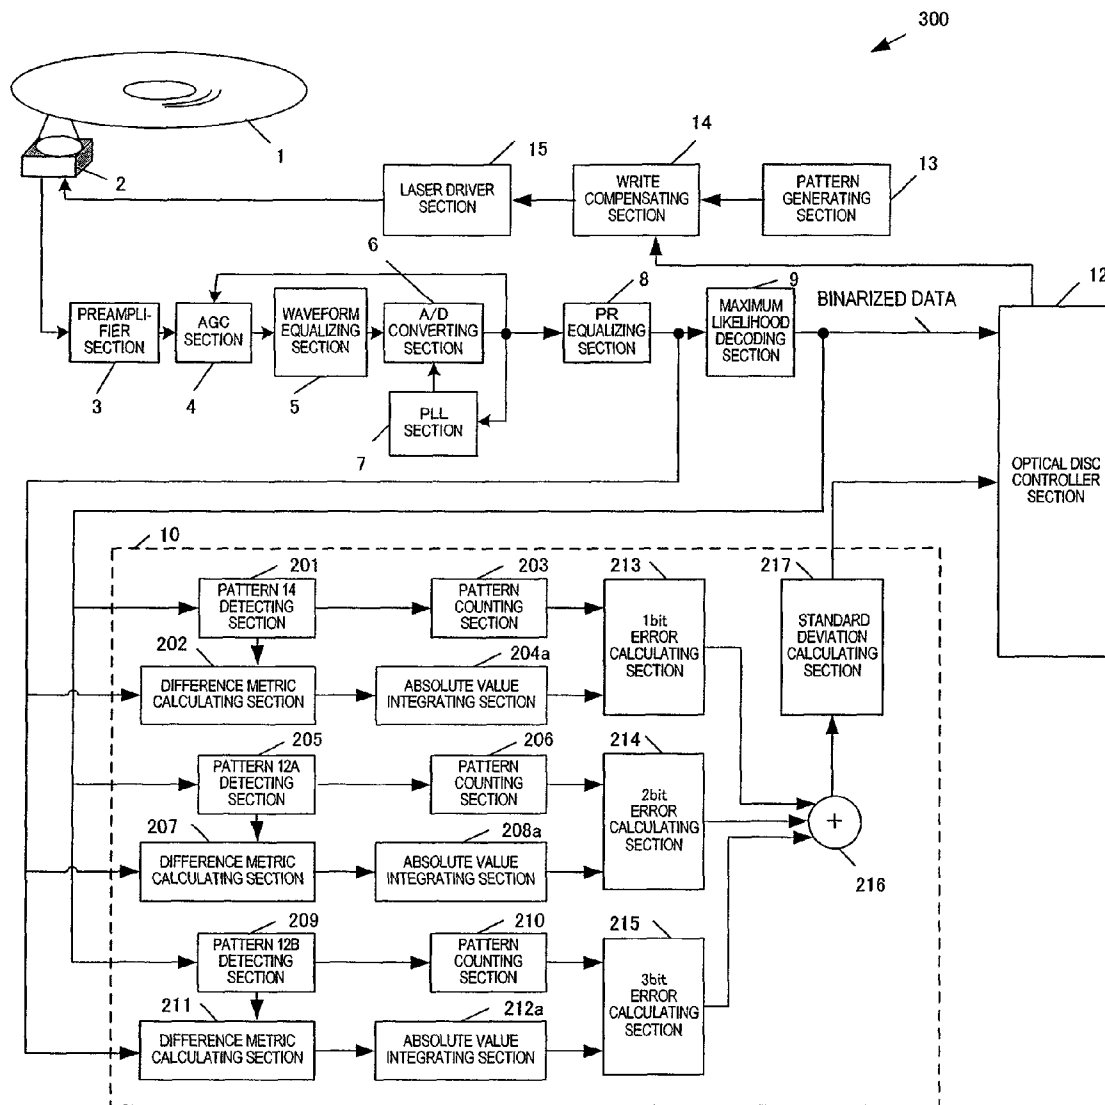 300
1
2
15
LASER DRIVER
SECTION
14
WRITE
COMPENSATING
SECTION
13
PATTERN
GENERATING
SECTION
6
8
9
12
PREAMPLI-
FIER
SECTION
3
AGC
SECTION
4
WAVEFORM
EQUALIZING
SECTION
5
A/D
CONVERTING
SECTION
PLL
SECTION
7
PR
EQUALIZING
SECTION
MAXIMUM
LIKELIHOOD
DECODING
SECTION
BINARIZED DATA
OPTICAL DISC
CONTROLLER
SECTION
10
201
PATTERN 14
DETECTING
SECTION
203
PATTERN
COUNTING
SECTION
213
1bit
ERROR
CALCULATING
SECTION
217
STANDARD
DEVIATION
CALCULATING
SECTION
202
DIFFERENCE METRIC
CALCULATING SECTION
204a
ABSOLUTE VALUE
INTEGRATING SECTION
205
PATTERN 12A
DETECTING
SECTION
206
PATTERN
COUNTING
SECTION
214
2bit
ERROR
CALCULATING
SECTION
207
DIFFERENCE METRIC
CALCULATING SECTION
208a
ABSOLUTE VALUE
INTEGRATING SECTION
+
216
209
PATTERN 12B
DETECTING
SECTION
210
PATTERN
COUNTING
SECTION
215
3bit
ERROR
CALCULATING
SECTION
211
DIFFERENCE METRIC
CALCULATING SECTION
212a
ABSOLUTE VALUE
INTEGRATING SECTION